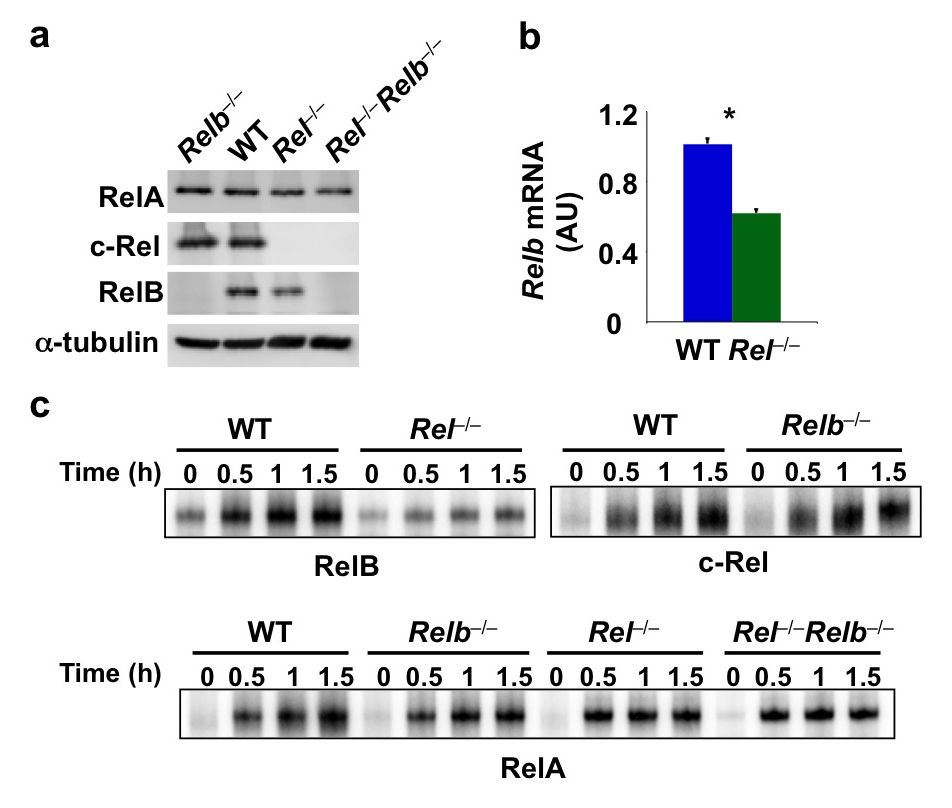 a
Relb–/– WT Rel–/– Rel–/–Relb–/–
RelA
c-Rel
RelB
α-tubulin
b
Relb mRNA
(AU)
1.2
0.8
0.4
0
*
WT Rel–/–
c
WT Rel–/–
Time (h) 0 0.5 1 1.5 0 0.5 1 1.5
RelB
WT Relb–/–
0 0.5 1 1.5 0 0.5 1 1.5
c-Rel
WT Relb–/– Rel–/– Rel–/–Relb–/–
Time (h) 0 0.5 1 1.5 0 0.5 1 1.5 0 0.5 1 1.5 0 0.5 1 1.5
RelA